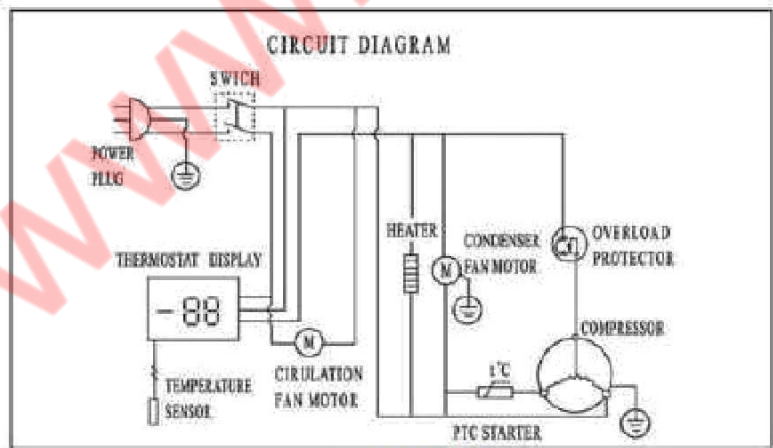 WWW.
CIRCUIT DIAGRAM
SWICH
POWER
PLUG
HEATER
CONDENSER
FAN MOTOR
OVERLOAD
PROTECTOR
THERMOSTAT DISPLAY
M
-88
M
COMPRESSOR
CIRULATION
FAN MOTOR
TEMPERATURE
SENSOR
PTC STARTER